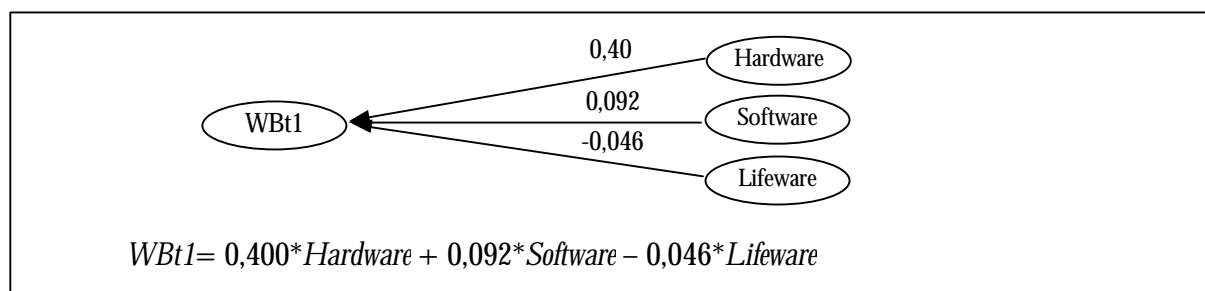 0,40
Hardware
WBt1
0,092
Software
-0,046
Lifeware
WBt1= 0,400*Hardware + 0,092*Software – 0,046*Lifeware